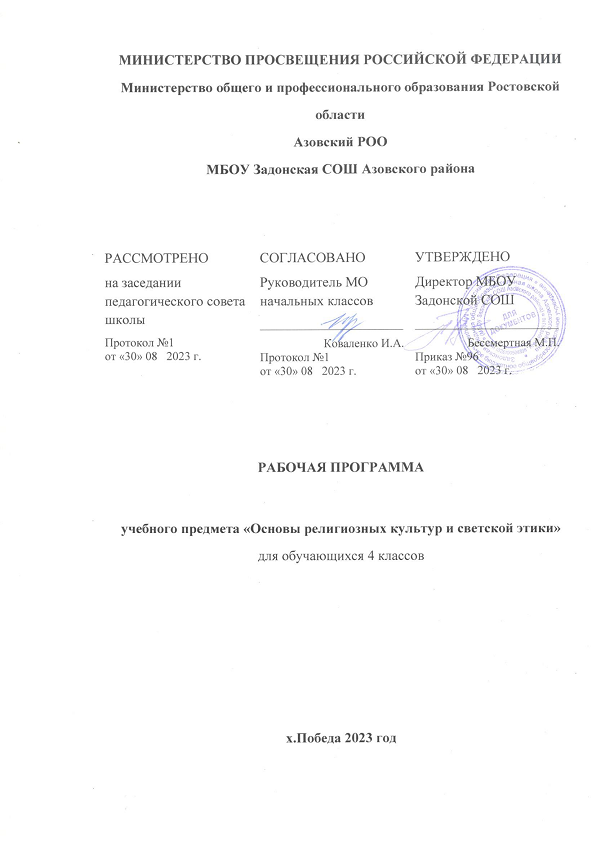 МИНИСТЕРСТВО ПРОСВЕЩЕНИЯ РОССИЙСКОЙ ФЕДЕРАЦИИ
Министерство общего и профессионального образования Ростовской
области
Азовский РОО
МБОУ Задонская СОШ Азовского района
РАССМОТРЕНО
на заседании
педагогического совета
школы
Протокол №1
от «30» 08 2023 г.
СОГЛАСОВАНО
Руководитель МО
начальных классов
Коваленко И.А.
Протокол №1
от «30» 08 2023 г.
УТВЕРЖДЕНО
Директор МБОУ
Задонской СОШ
Бессмертная М.П.
Приказ №96
от «30» 08 2023 г.
для
документов
РАБОЧАЯ ПРОГРАММА
учебного предмета «Основы религиозных культур и светской этики»
для обучающихся 4 классов
х.Победа 2023 год